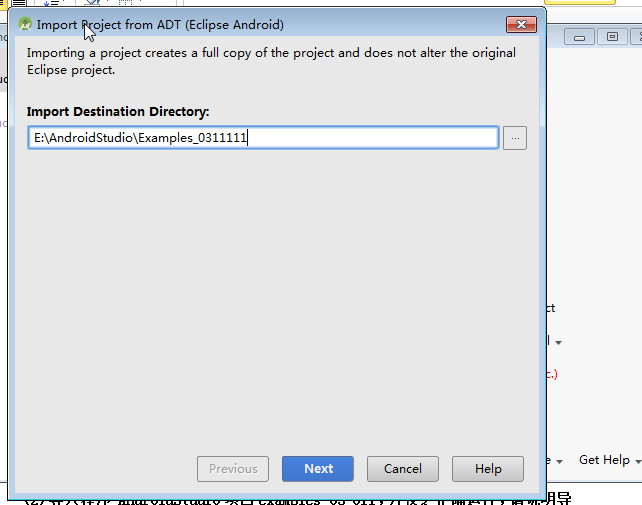 Import Project from ADT (Eclipse Android)
Importing a project creates a full copy of the project and does not alter the original
Eclipse project.
Import Destination Directory:
E:\AndroidStudio\Examples_0311111
...
ct
l
c.)
e
Get Help
Previous
Next
Cancel
Help